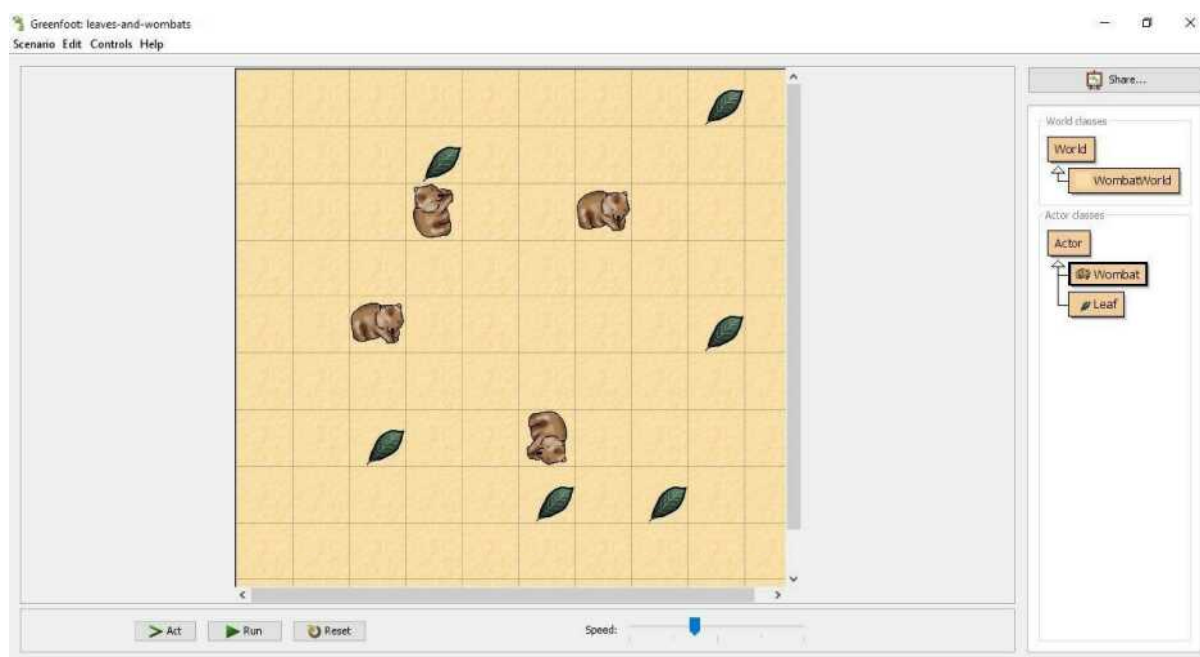 Greenfoot: leaves-and-wombats
Scenario Edit Controls Help
Share...
World classes
World
WombatWorld
Actor classes
Actor
Wombat
Leaf
Act
Run
Reset
Speed: